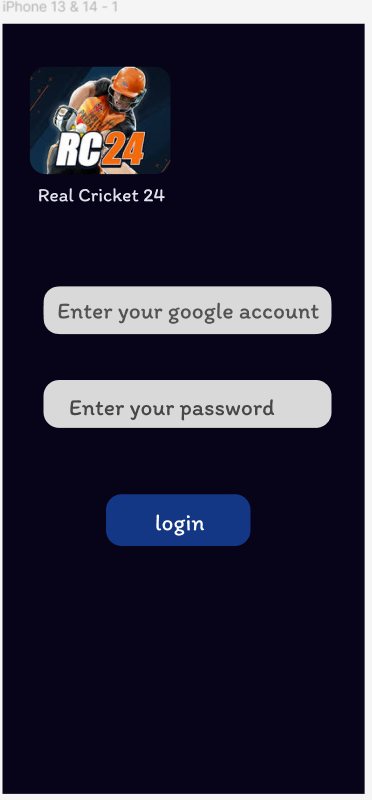 iPhone 13 & 14 - 1
RC24
Real Cricket 24
Enter your google account
Enter your password
login